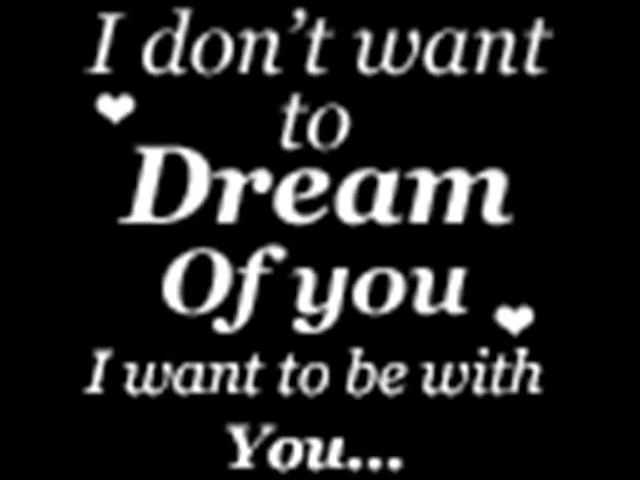 I don't want
to
Dream
Of you
I want to be with
You...